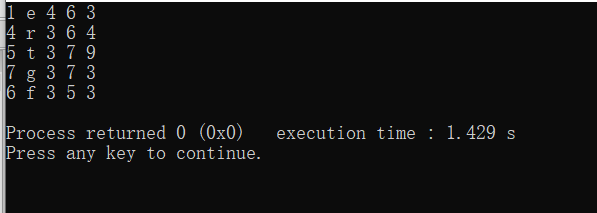 1 e 4 6 3
4 r 3 6 4
5 t 3 7 9
7 g 3 7 3
6 f 3 5 3
Process returned 0 (0x0)   execution time : 1.429 s
Press any key to continue.